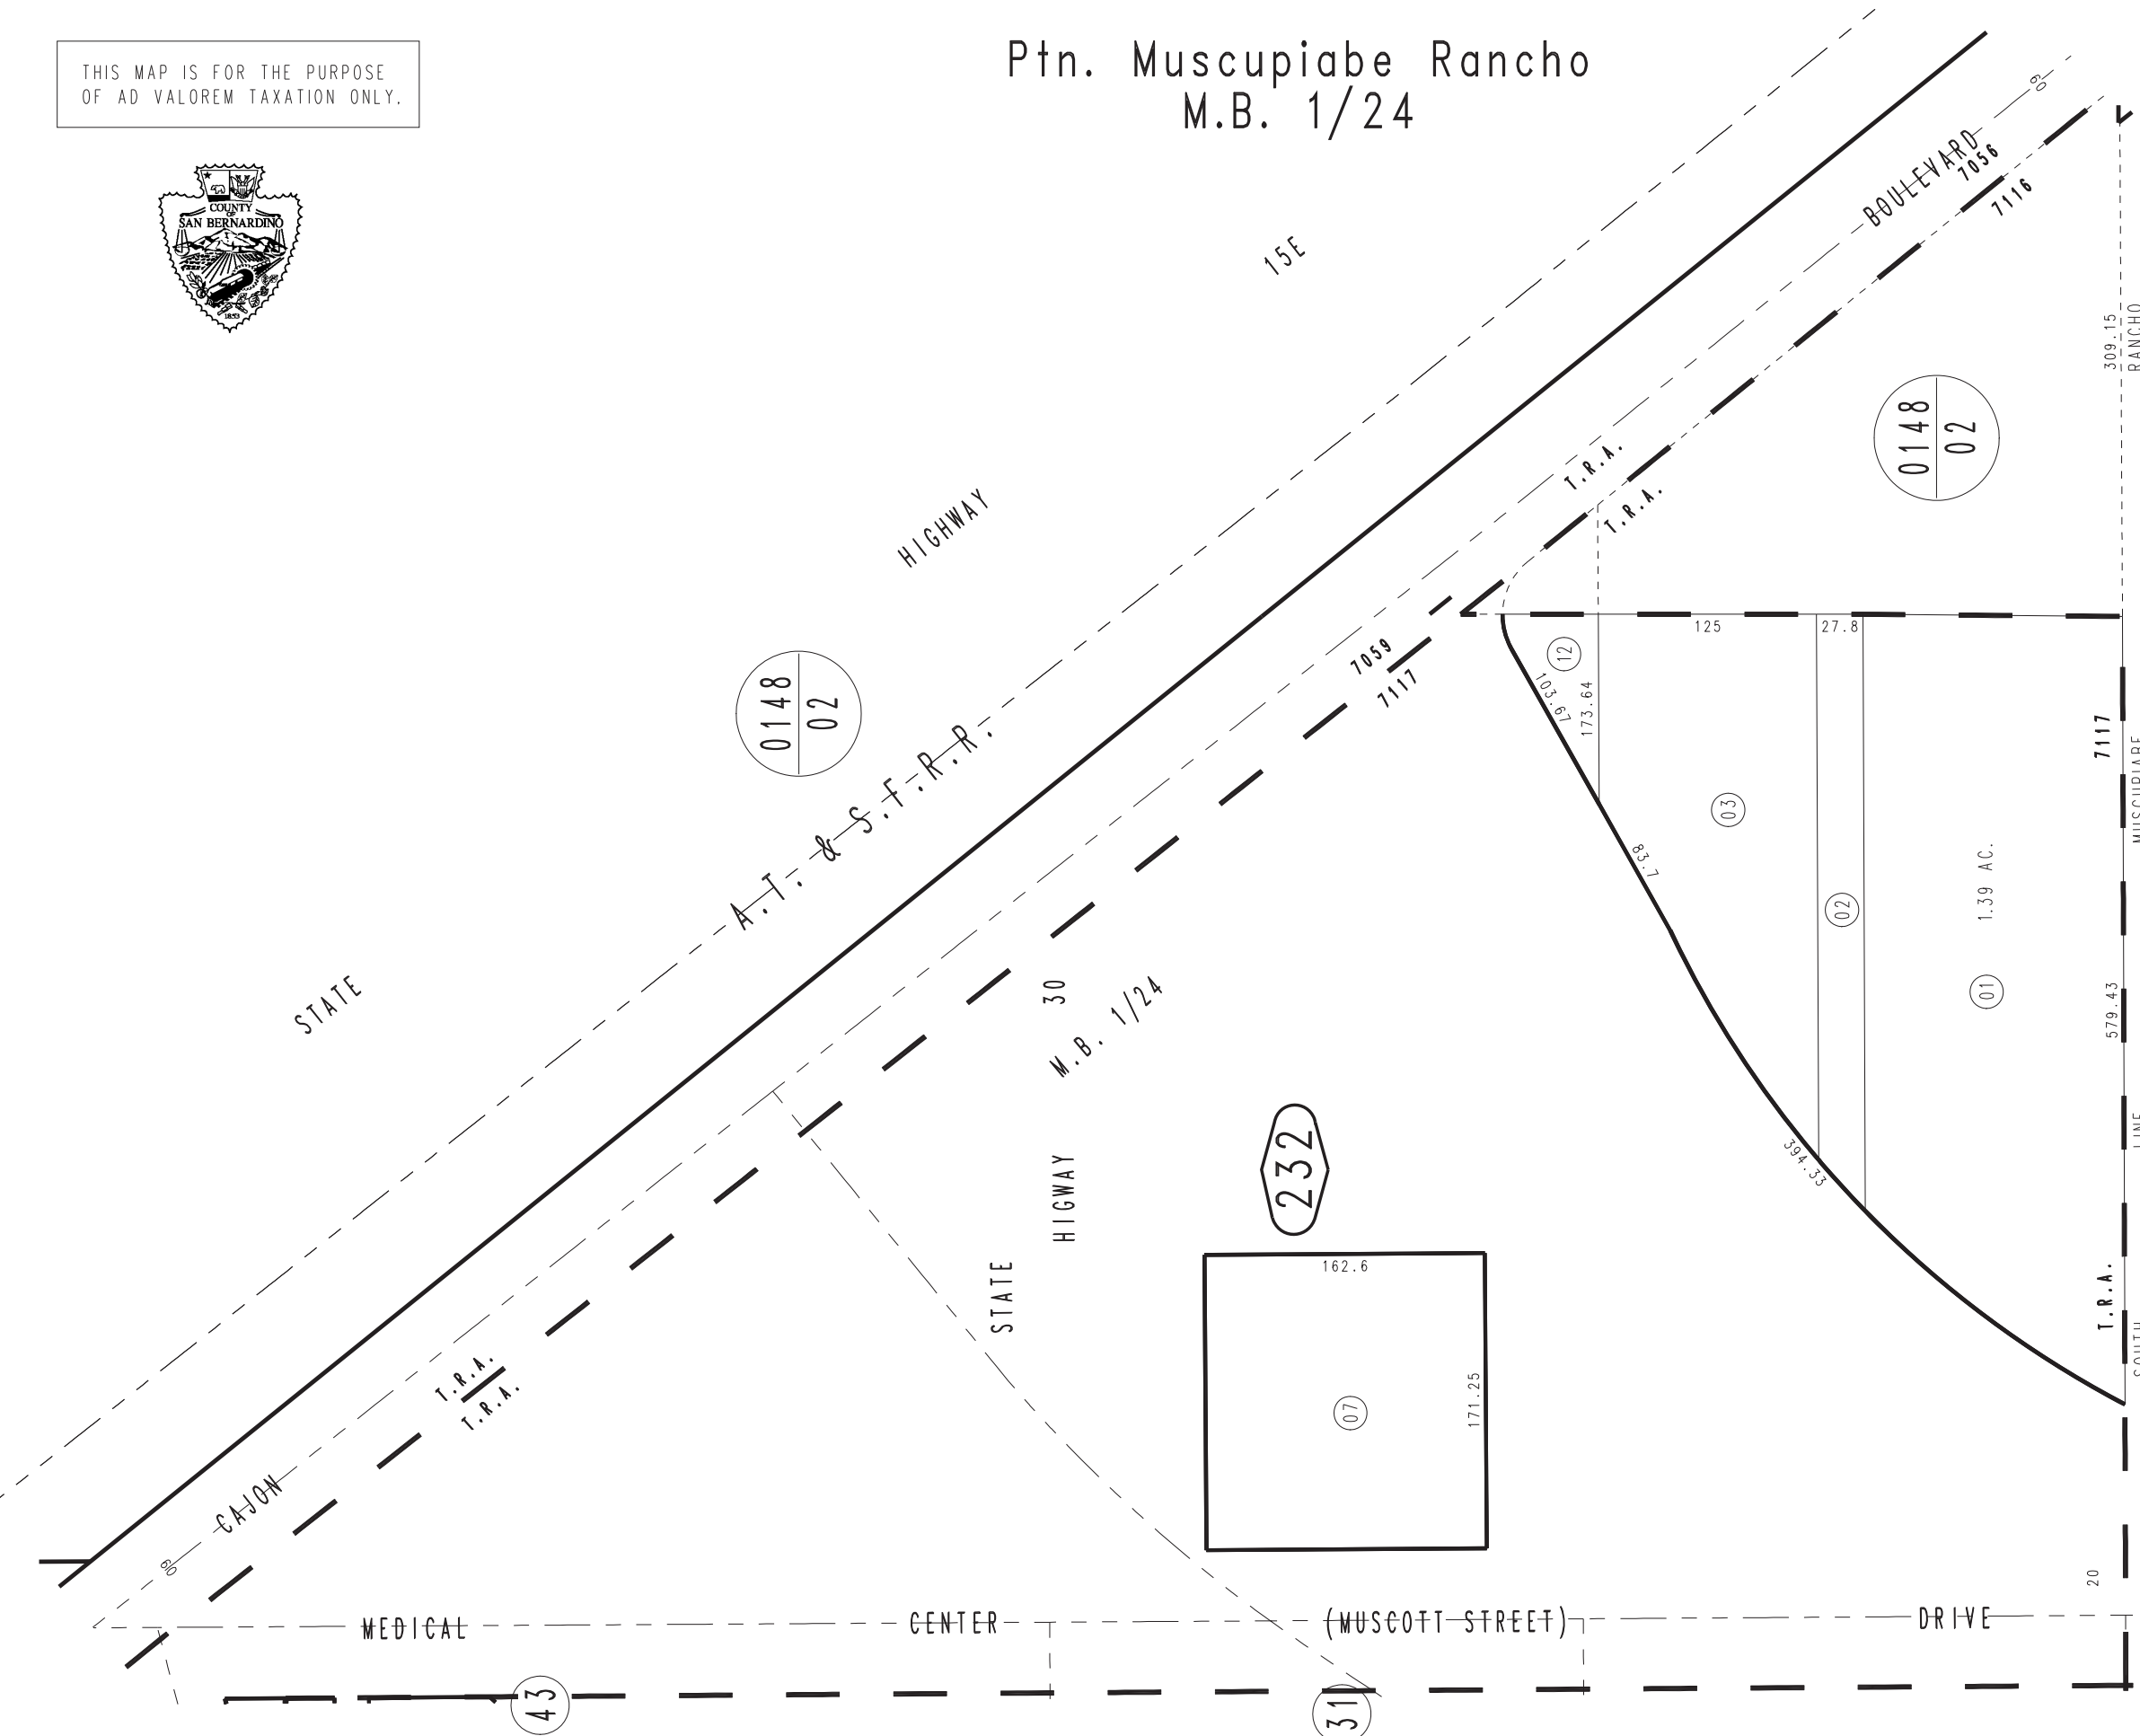 THIS MAP IS FOR THE PURPOSE
OF AD VALOREM TAXATION ONLY.
Ptn. Muscupiabe Rancho
M.B. 1/24
COUNTY
OF
SAN BERNARDINO
1853
60
BOULEVARD
7056
7116
15E
309.15
RANCHO
0148
02
T.R.A.
T.R.A.
HIGHWAY
125
27.8
12
7059
7117
103.67
173.64
0148
02
7117
A.T. & S.F.R.R.
03
83.7
1.39 AC.
02
01
579.43
STATE
30
M.B. 1/24
232
HIGWAY
394.33
STATE
162.6
T.R.A.
T.R.A.
T.R.A.
171.25
07
CAJON
60
20
MEDICAL CENTER (MUSCOTT STREET) DRIVE
43
31